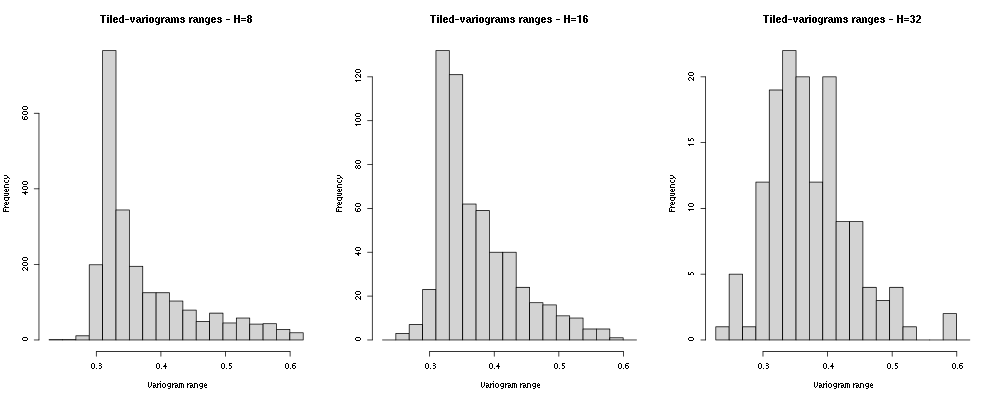 Tiled-variograms ranges - H=8
Frequency
600
400
200
0
0.3 0.4 0.5 0.6
Variogram range
Tiled-variograms ranges - H=16
Frequency
120
100
80
60
40
20
0
0.3 0.4 0.5 0.6
Variogram range
Tiled-variograms ranges - H=32
Frequency
20
15
10
5
0
0.3 0.4 0.5 0.6
Variogram range